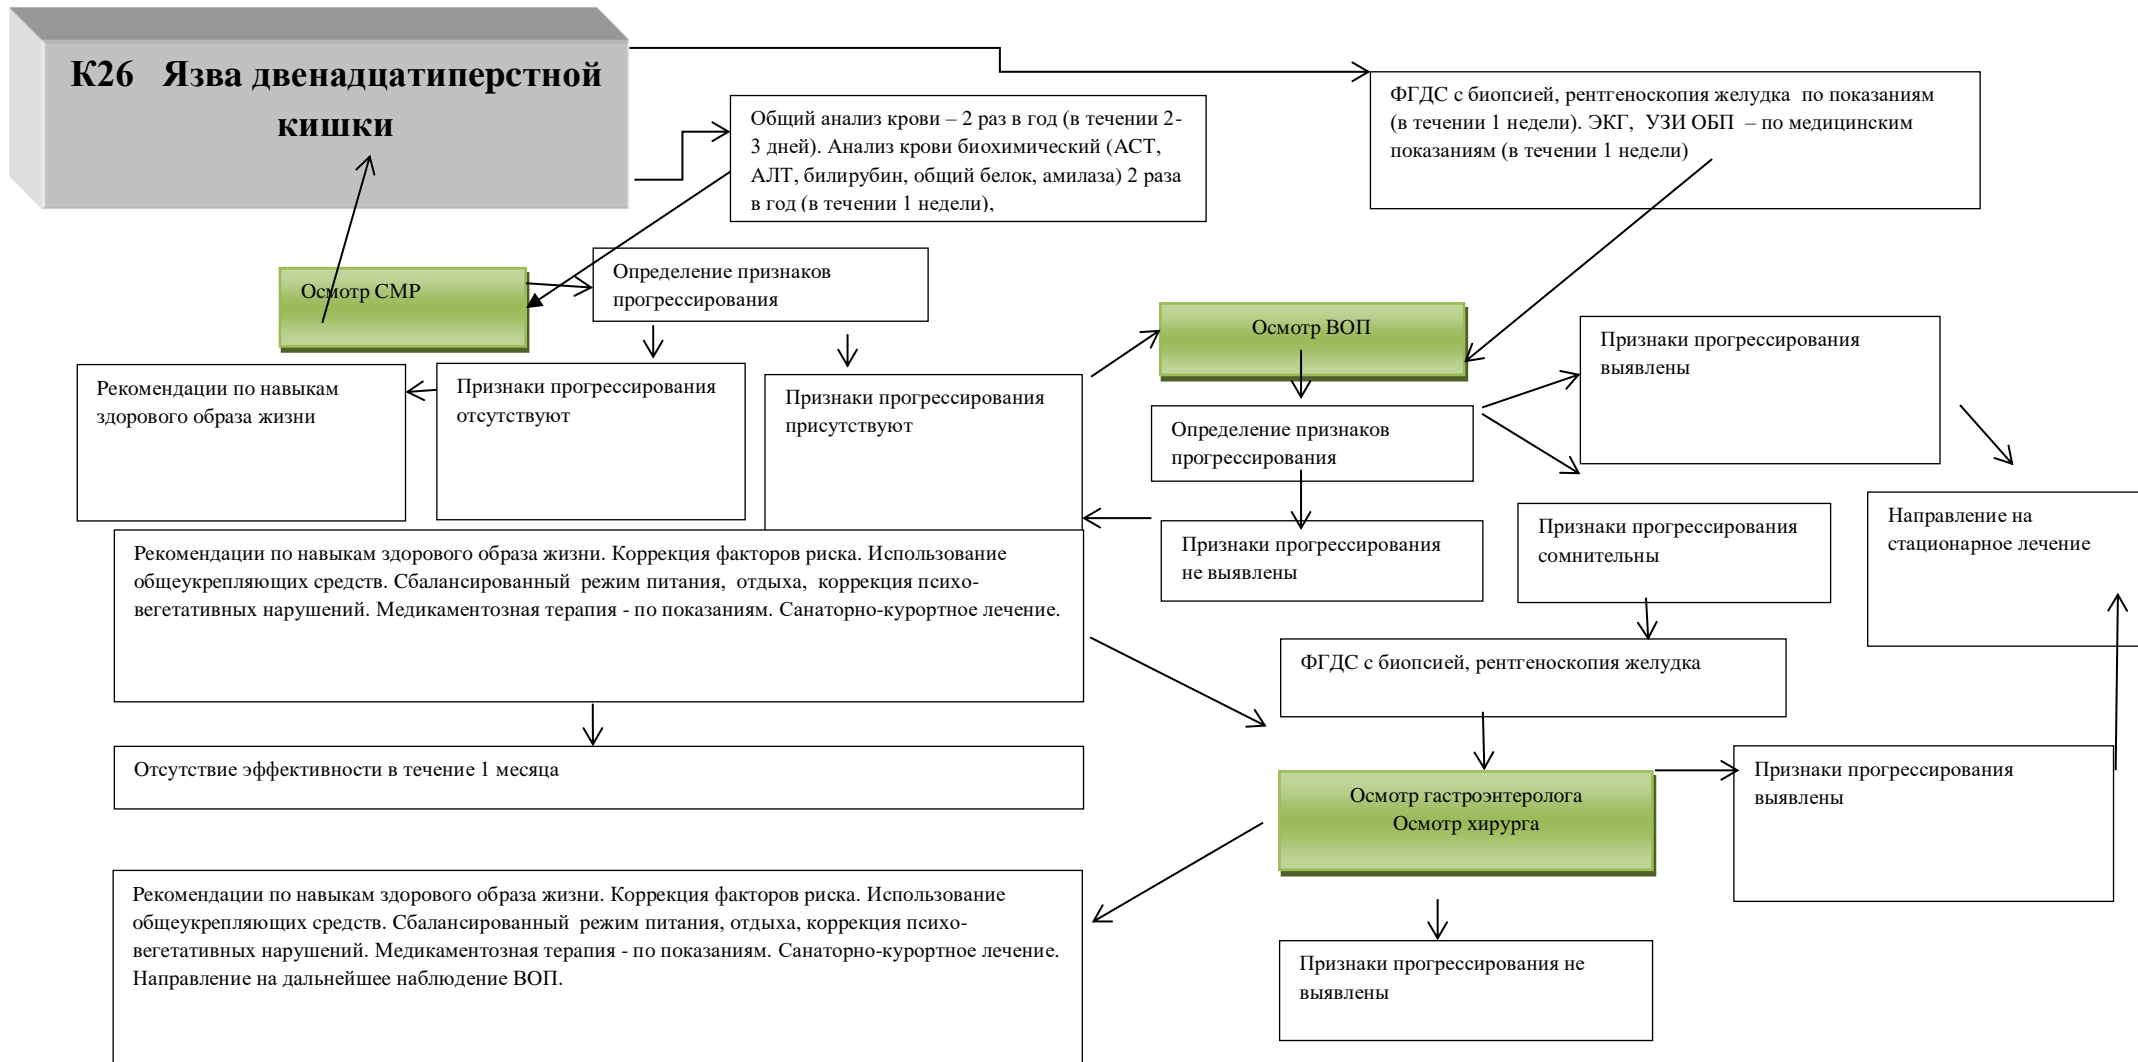 К26 Язва двенадцатиперстной
кишки
ФГДС с биопсией, рентгеноскопия желудка по показаниям
(в течении 1 недели). ЭКГ, УЗИ ОБП – по медицинским
показаниям (в течении 1 недели)
Общий анализ крови – 2 раз в год (в течении 2-
3 дней). Анализ крови биохимический (АСТ,
АЛТ, билирубин, общий белок, амилаза) 2 раза
в год (в течении 1 недели),
Осмотр СМР
Определение признаков
прогрессирования
Осмотр ВОП
Признаки прогрессирования
выявлены
Рекомендации по навыкам
здорового образа жизни
Признаки прогрессирования
отсутствуют
Признаки прогрессирования
присутствуют
Определение признаков
прогрессирования
Признаки прогрессирования
не выявлены
Признаки прогрессирования
сомнительны
Направление на
стационарное лечение
Рекомендации по навыкам здорового образа жизни. Коррекция факторов риска. Использование
общеукрепляющих средств. Сбалансированный режим питания, отдыха, коррекция психо-
вегетативных нарушений. Медикаментозная терапия - по показаниям. Санаторно-курортное лечение.
ФГДС с биопсией, рентгеноскопия желудка
Отсутствие эффективности в течение 1 месяца
Осмотр гастроэнтеролога
Осмотр хирурга
Признаки прогрессирования
выявлены
Рекомендации по навыкам здорового образа жизни. Коррекция факторов риска. Использование
общеукрепляющих средств. Сбалансированный режим питания, отдыха, коррекция психо-
вегетативных нарушений. Медикаментозная терапия - по показаниям. Санаторно-курортное лечение.
Направление на дальнейшее наблюдение ВОП.
Признаки прогрессирования не
выявлены